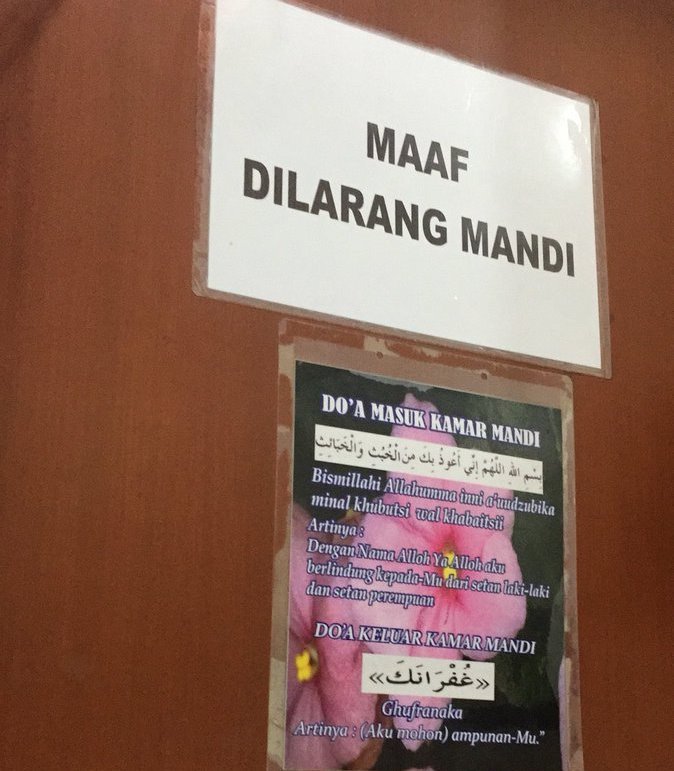 MAAF
DILARANG MANDI
DO'A MASUK KAMAR MANDI
بِسْمِ اللهِ اللَّهُمَّ إِنِّي أَعُوذُ بِكَ مِنَ الْخُبُثِ وَالْخَبَائِثِ
Bismillahi Allahumma inni a'uudzubika
minal khubutsi wal khabaitsii
Artinya :
Dengan Nama Alloh Ya Alloh aku
berlindung kepada-Mu dari setan laki-laki
dan setan perempuan
DO'A KELUAR KAMAR MANDI
«غُفْرَانَكَ»
Ghufranaka
Artinya : (Aku mohon) ampunan-Mu."